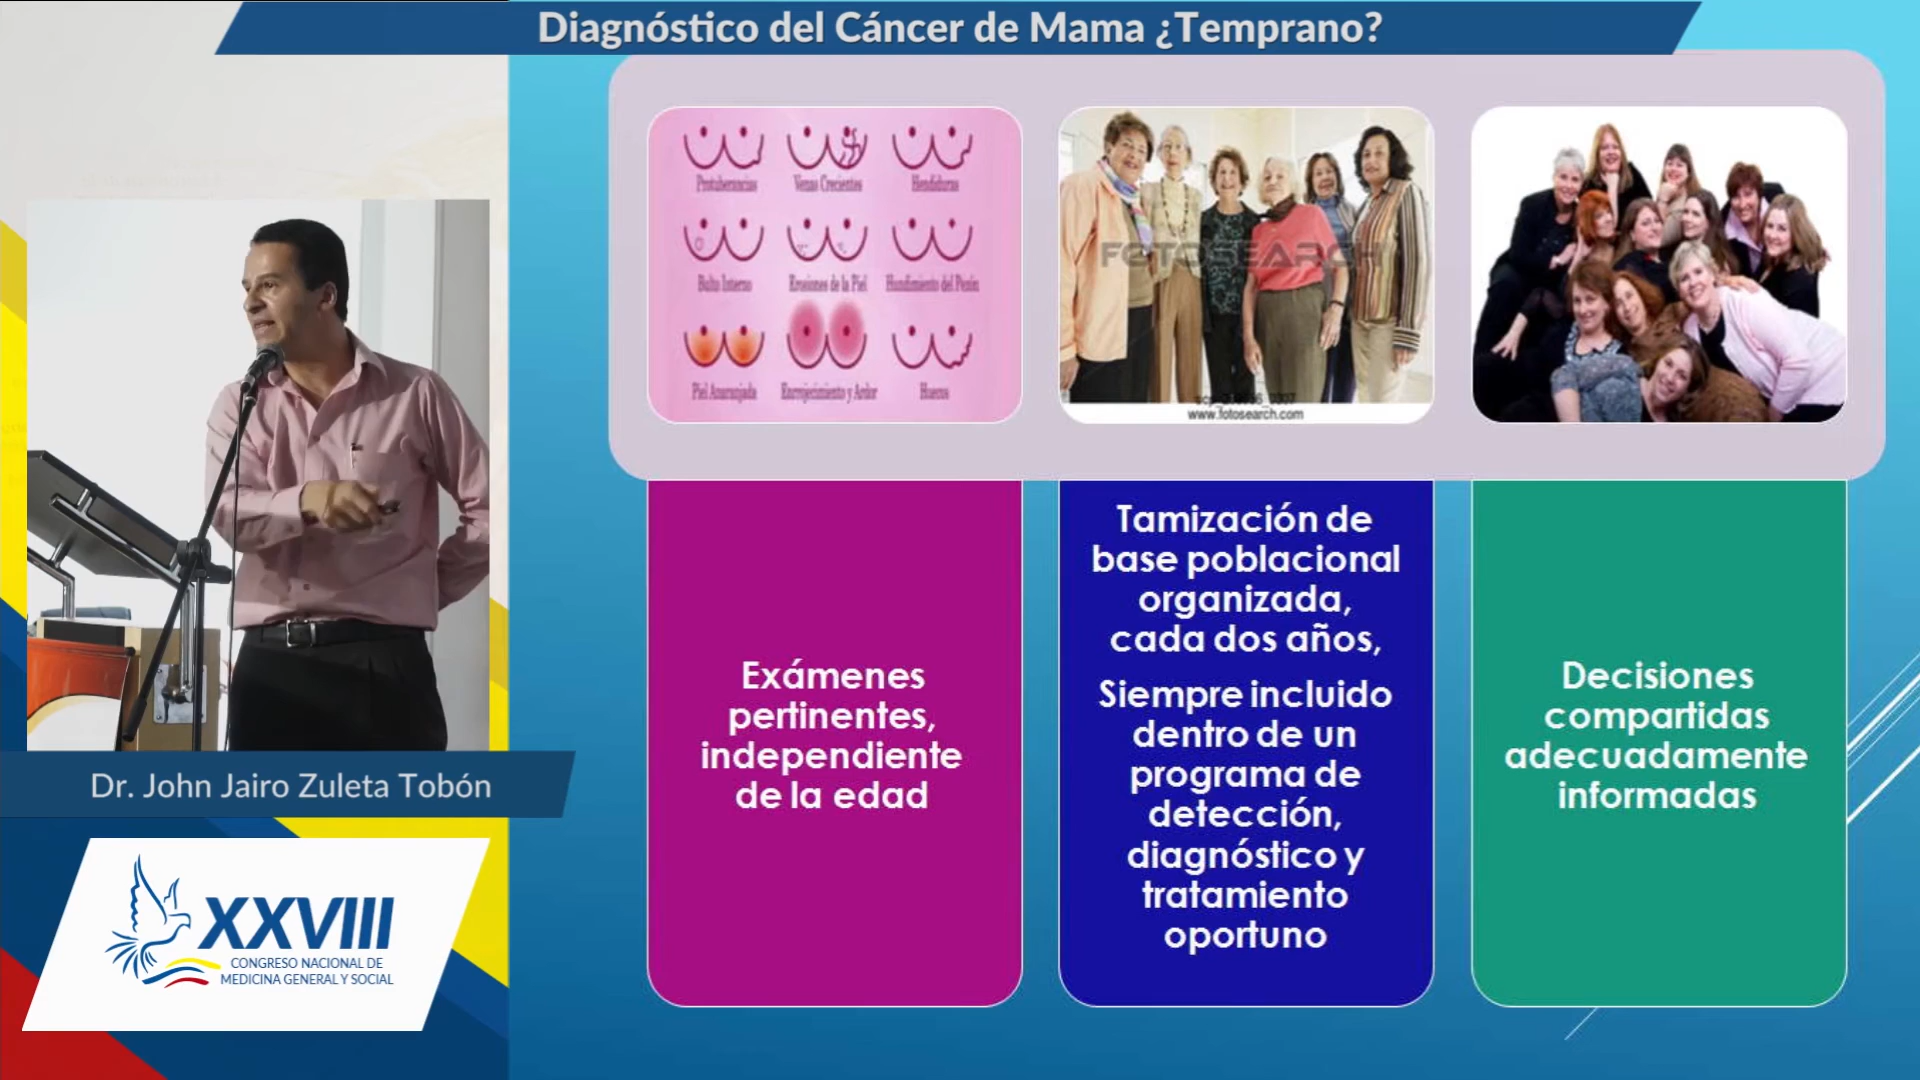 Diagnóstico del Cáncer de Mama ¿Temprano?
Protuberancias
Venas Crecientes
Hendiduras
Bulto Interno
Erosiones de la Piel
Hundimiento del Pezón
Piel Anaranjada
Enrojecimiento y Ardor
FOTOSEARCH
www.fotosearch.com
Exámenes
pertinentes,
independiente
de la edad
Tamización de
base poblacional
organizada,
cada dos años,
Siempre incluido
dentro de un
programa de
detección,
diagnóstico y
tratamiento
oportuno
Decisiones
compartidas
adecuadamente
informadas
Dr. John Jairo Zuleta Tobón
XXVIII
CONGRESO NACIONAL DE
MEDICINA GENERAL Y SOCIAL